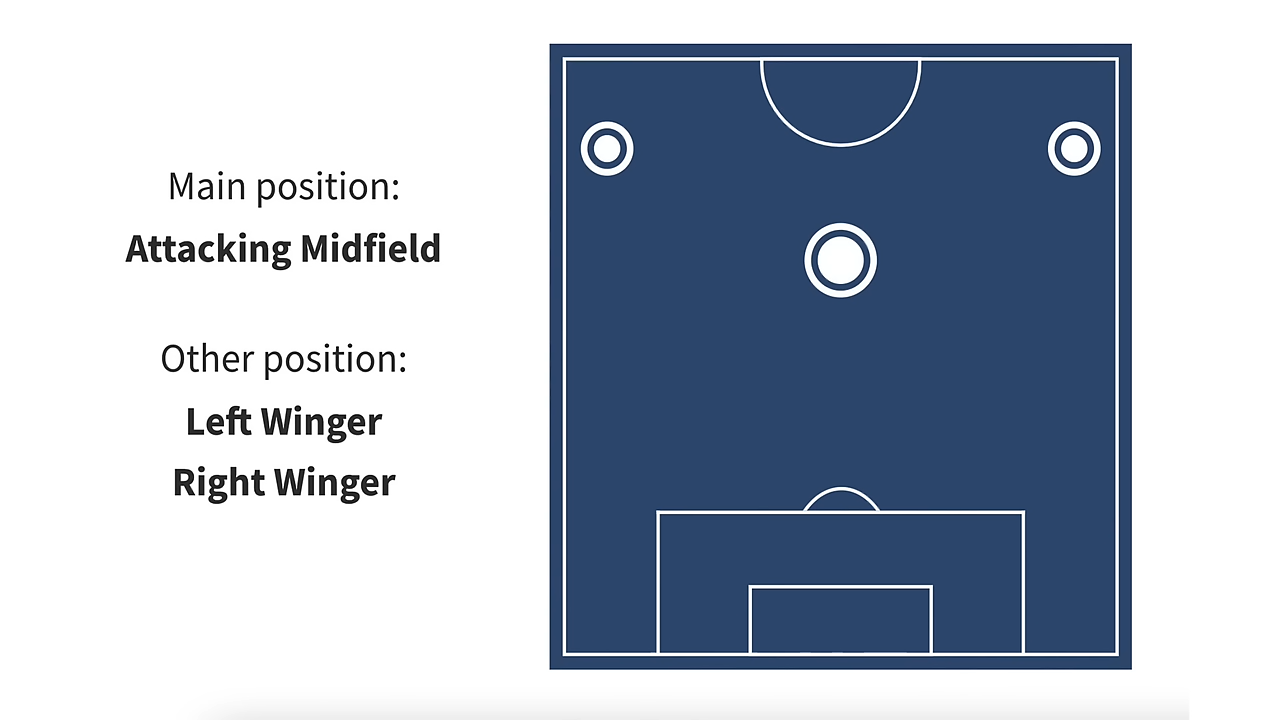 Main position:
Attacking Midfield
Other position:
Left Winger
Right Winger